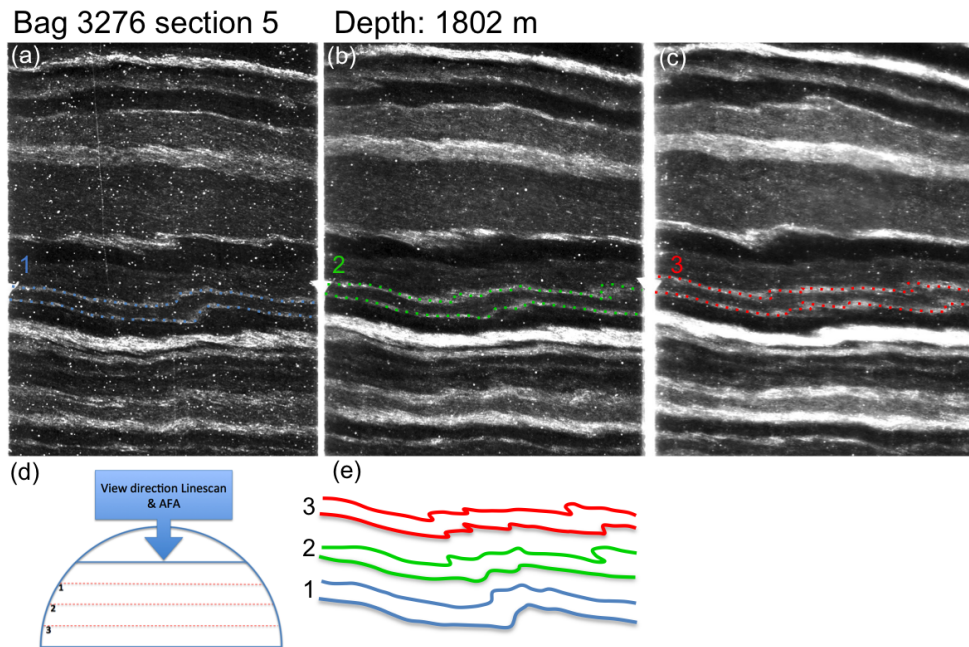 Bag 3276 section 5 Depth: 1802 m
(a) (b) (c)
1 2 3
(d) (e)
View direction Linescan
& AFA
1
2
3
3
2
1